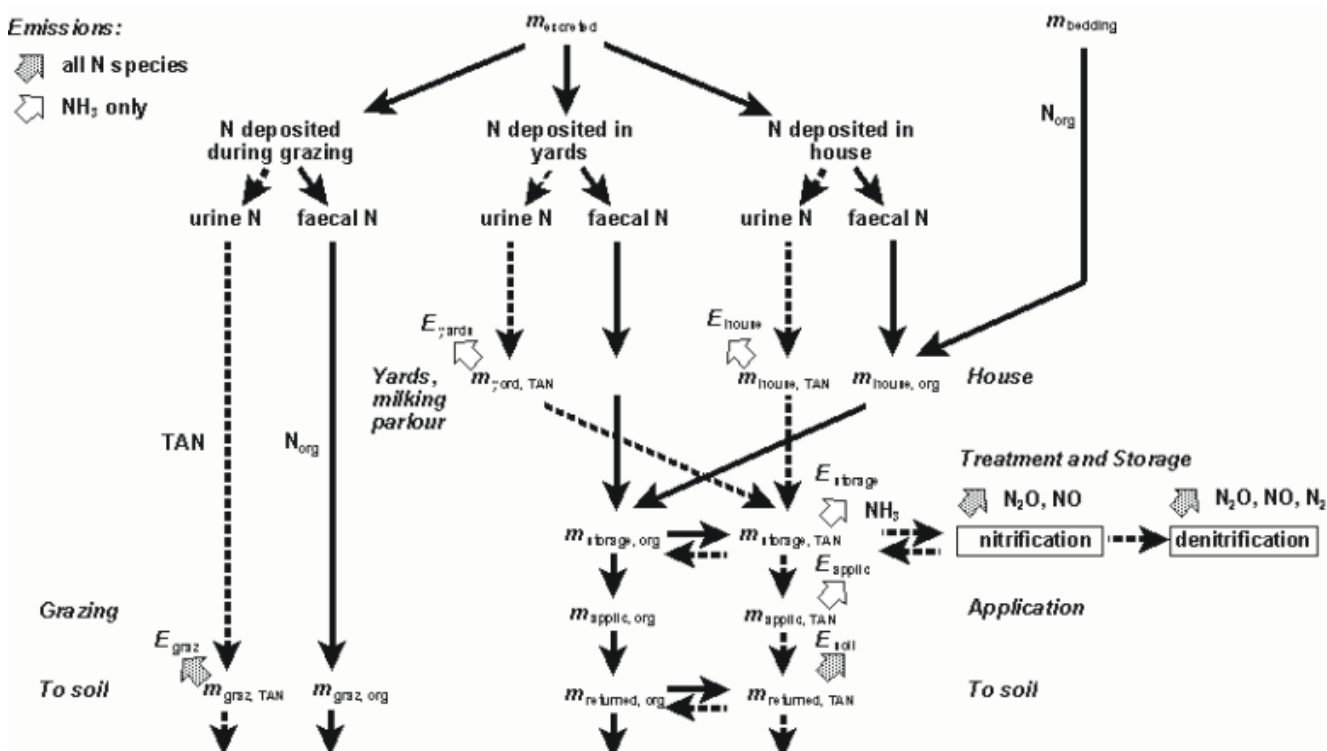 Emissions:
all N species
NH₃ only
m excreted
m bedding
N deposited
during grazing
N deposited in
yards
N deposited in
house
N org
urine N
faecal N
urine N
faecal N
urine N
faecal N
E yards
E house
Yards,
milking
parlour
m yard, TAN
m house, TAN
m house, org
House
TAN
N org
E storage
Treatment and Storage
NH₃
N₂O, NO
N₂O, NO, N₂
m storage, org
m storage, TAN
nitrification
denitrification
E applic
Grazing
m applic, org
m applic, TAN
Application
E graz
E soil
To soil
m graz, TAN
m graz, org
m returned, org
m returned, TAN
To soil